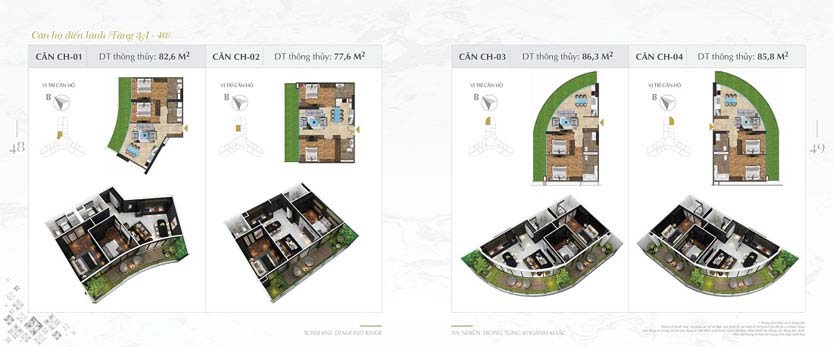 Căn hộ điển hình (Tầng 3A - 40)
CĂN CH-01
DT thông thủy: 82,6 M²
CĂN CH-02
DT thông thủy: 77,6 M²
VỊ TRÍ CĂN HỘ
B
VỊ TRÍ CĂN HỘ
B
48
SUNSHINE DIAMOND RIVER
CĂN CH-03
DT thông thủy: 86,3 M²
CĂN CH-04
DT thông thủy: 85,8 M²
VỊ TRÍ CĂN HỘ
B
VỊ TRÍ CĂN HỘ
B
49
AN NHIÊN TRONG TỪNG KHOẢNH KHẮC